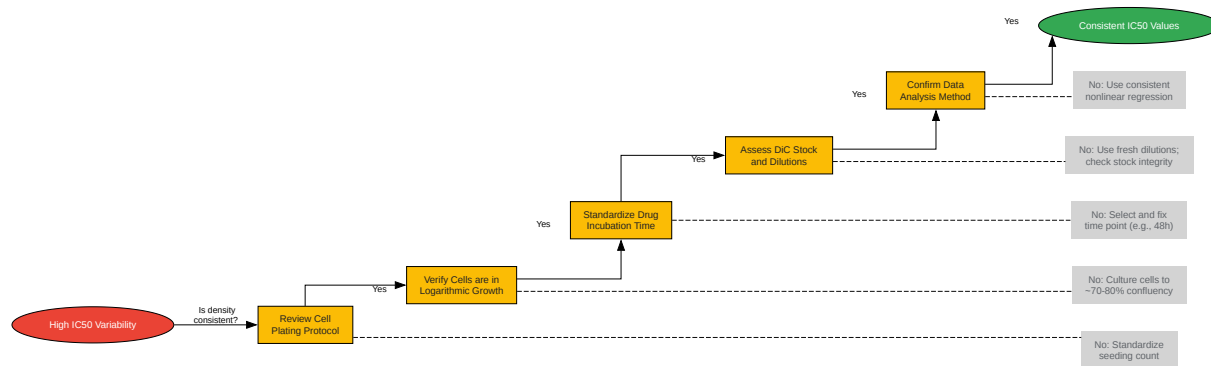 Yes
Consistent IC50 Values
Yes
Confirm Data
Analysis Method
No: Use consistent
nonlinear regression
Yes
Assess DiC Stock
and Dilutions
No: Use fresh dilutions;
check stock integrity
Yes
Standardize Drug
Incubation Time
No: Select and fix
time point (e.g., 48h)
Yes
Verify Cells are in
Logarithmic Growth
No: Culture cells to
~70-80% confluency
High IC50 Variability
Is density
consistent?
Review Cell
Plating Protocol
No: Standardize
seeding count